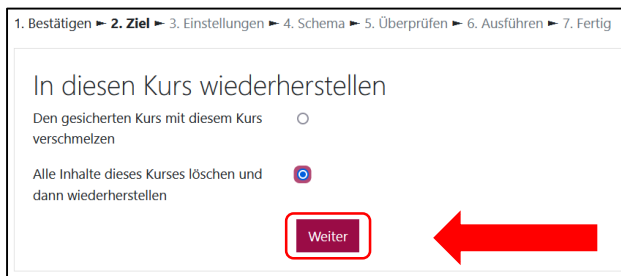 1. Bestätigen ► 2. Ziel ► 3. Einstellungen ► 4. Schema ► 5. Überprüfen ► 6. Ausführen ► 7. Fertig
In diesen Kurs wiederherstellen
Den gesicherten Kurs mit diesem Kurs
verschmelzen
Alle Inhalte dieses Kurses löschen und
dann wiederherstellen
Weiter